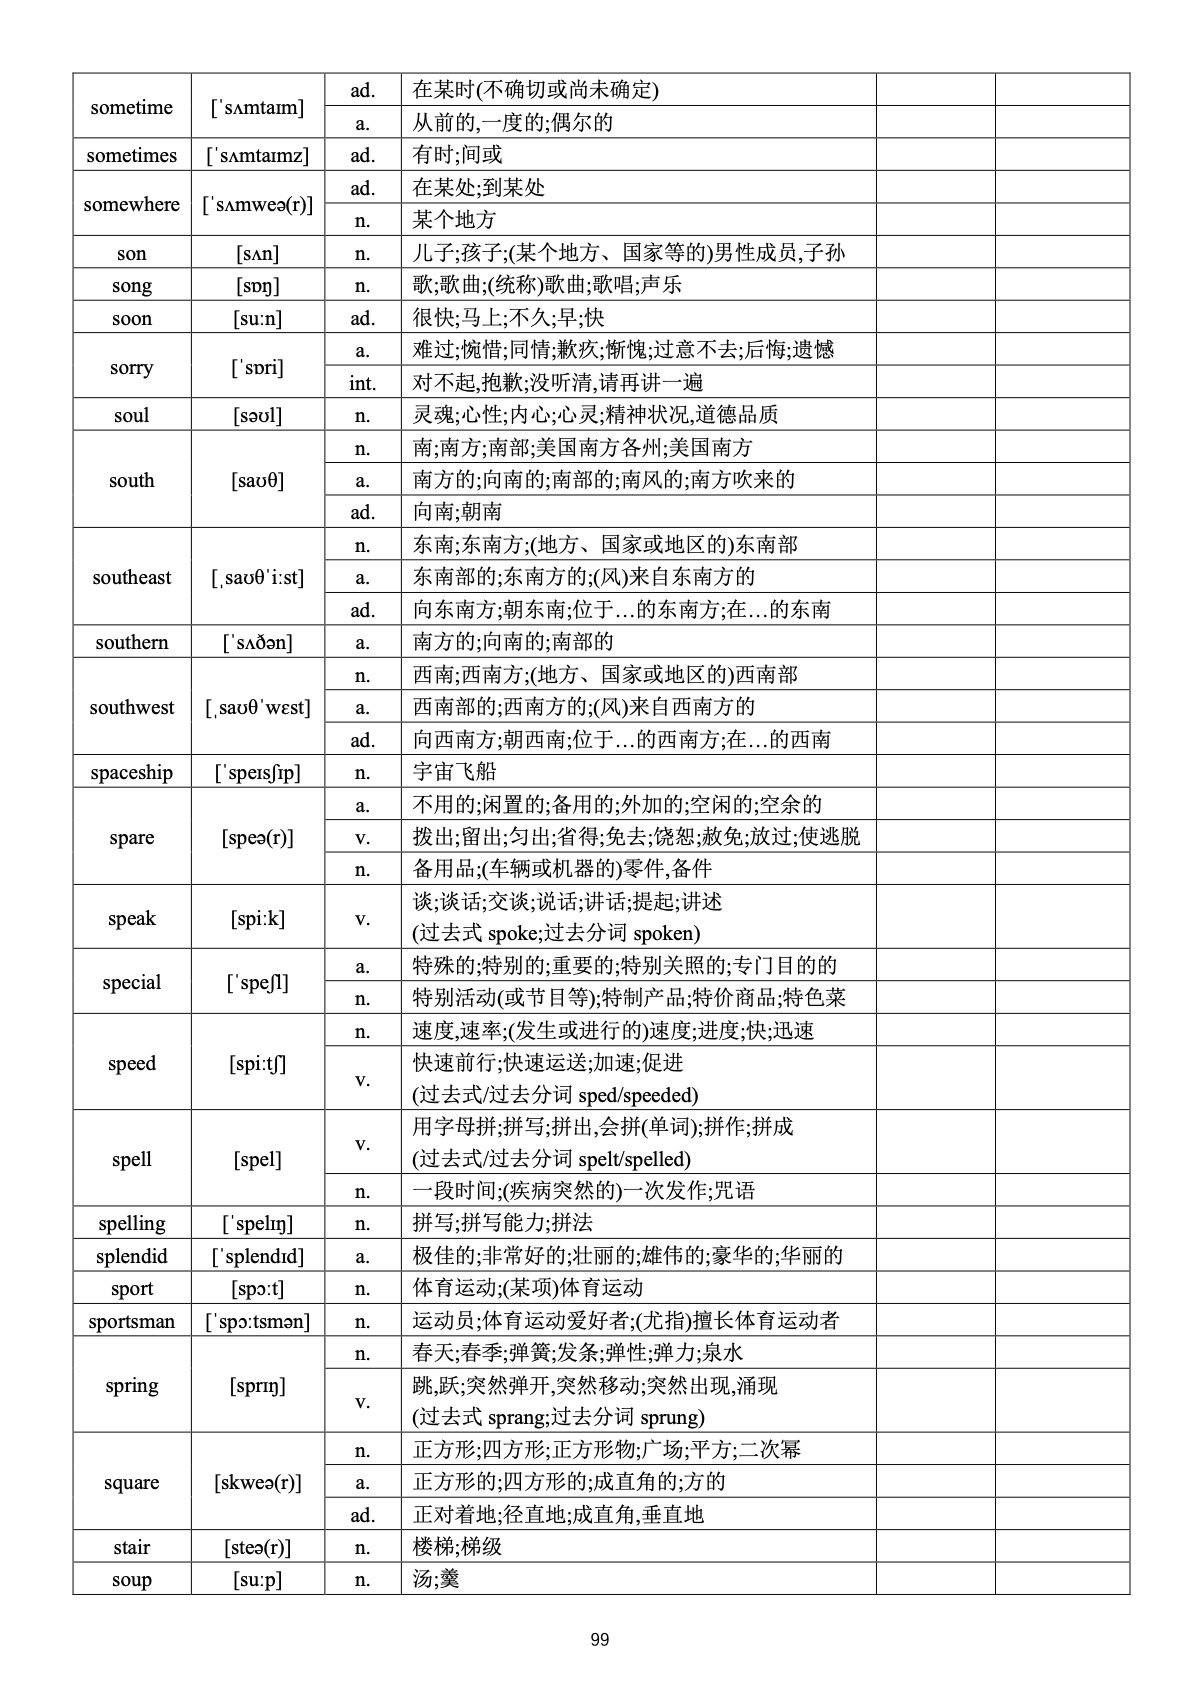 sometime [ˈsʌmtaɪm] ad. 在某时(不确切或尚未确定)
a. 从前的,一度的;偶尔的
sometimes [ˈsʌmtaɪmz] ad. 有时;间或
somewhere [ˈsʌmweə(r)] ad. 在某处;到某处
n. 某个地方
son [sʌn] n. 儿子;孩子;(某个地方、国家等的)男性成员,子孙
song [sɒŋ] n. 歌;歌曲;(统称)歌曲;歌唱;声乐
soon [suːn] ad. 很快;马上;不久;早;快
sorry [ˈsɒri] a. 难过;惋惜;同情;歉疚;惭愧;过意不去;后悔;遗憾
int. 对不起,抱歉;没听清,请再讲一遍
soul [səʊl] n. 灵魂;心性;内心;心灵;精神状况,道德品质
south [saʊθ] n. 南;南方;南部;美国南方各州;美国南方
a. 南方的;向南的;南部的;南风的;南方吹来的
ad. 向南;朝南
southeast [ˌsaʊθˈiːst] n. 东南;东南方;(地方、国家或地区的)东南部
a. 东南部的;东南方的;(风)来自东南方的
ad. 向东南方;朝东南;位于…的东南方;在…的东南
southern [ˈsʌðən] a. 南方的;向南的;南部的
southwest [ˌsaʊθˈwɛst] n. 西南;西南方;(地方、国家或地区的)西南部
a. 西南部的;西南方的;(风)来自西南方的
ad. 向西南方;朝西南;位于…的西南方;在…的西南
spaceship [ˈspeɪsʃɪp] n. 宇宙飞船
spare [speə(r)] a. 不用的;闲置的;备用的;外加的;空闲的;空余的
v. 拨出;留出;匀出;省得;免去;饶恕;赦免;放过;使逃脱
n. 备用品;(车辆或机器的)零件,备件
speak [spiːk] v. 谈;谈话;交谈;说话;讲话;提起;讲述
(过去式 spoke;过去分词 spoken)
special [ˈspeʃl] a. 特殊的;特别的;重要的;特别关照的;专门目的的
n. 特别活动(或节目等);特制产品;特价商品;特色菜
speed [spiːtʃ] n. 速度,速率;(发生或进行的)速度;进度;快;迅速
v. 快速前行;快速运送;加速;促进
(过去式/过去分词 sped/speeded)
spell [spel] v. 用字母拼;拼写;拼出,会拼(单词);拼作;拼成
(过去式/过去分词 spelt/spelled)
n. 一段时间;(疾病突然的)一次发作;咒语
spelling [ˈspelɪŋ] n. 拼写;拼写能力;拼法
splendid [ˈsplendɪd] a. 极佳的;非常好的;壮丽的;雄伟的;豪华的;华丽的
sport [spɔːt] n. 体育运动;(某项)体育运动
sportsman [ˈspɔːtsmən] n. 运动员;体育运动爱好者;(尤指)擅长体育运动者
spring [sprɪŋ] n. 春天;春季;弹簧;发条;弹性;弹力;泉水
v. 跳,跃;突然弹开,突然移动;突然出现,涌现
(过去式 sprang;过去分词 sprung)
square [skweə(r)] n. 正方形;四方形;正方形物;广场;平方;二次幂
a. 正方形的;四方形的;成直角的;方的
ad. 正对着地;径直地;成直角,垂直地
stair [steə(r)] n. 楼梯;梯级
soup [suːp] n. 汤;羹
99